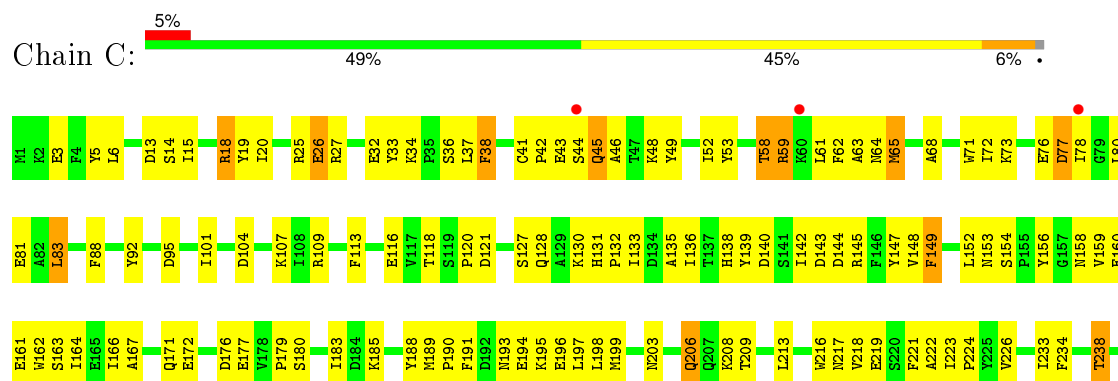 5%
Chain C:
49% 45% 6% •
M1 K2 E3 F4 Y5 L6 D13 S14 I15 R18 Y19 I20 R25 E26 R27 E32 Y33 K34 P35 S36 L37 F38 C41 P42 E43 S44 Q45 A46 T47 K48 Y49 I52 Y53 T58 R59 K60 L61 F62 A63 N64 M65 A68 W71 I72 K73 E76 D77 I78 G79 L80
E81 A82 L83 F88 Y92 D95 I101 D104 K107 I108 R109 F113 E116 V117 T118 S119 P120 D121 S127 Q128 A129 K130 H131 P132 I133 D134 A135 I136 T137 H138 Y139 D140 S141 I142 D143 D144 R145 F146 Y147 V148 F149 L152 N153 S154 P155 Y156 G157 N158 V159 E160
E161 W162 S163 I164 E165 I166 A167 Q171 E172 D176 E177 V178 P179 S180 I183 D184 K185 Y188 M189 P190 F191 D192 N193 E194 K195 E196 L197 L198 M199 N203 Q206 Q207 K208 T209 L213 W216 N217 V218 E219 S220 F221 A222 I223 P224 Y225 V226 I233 F234 T238